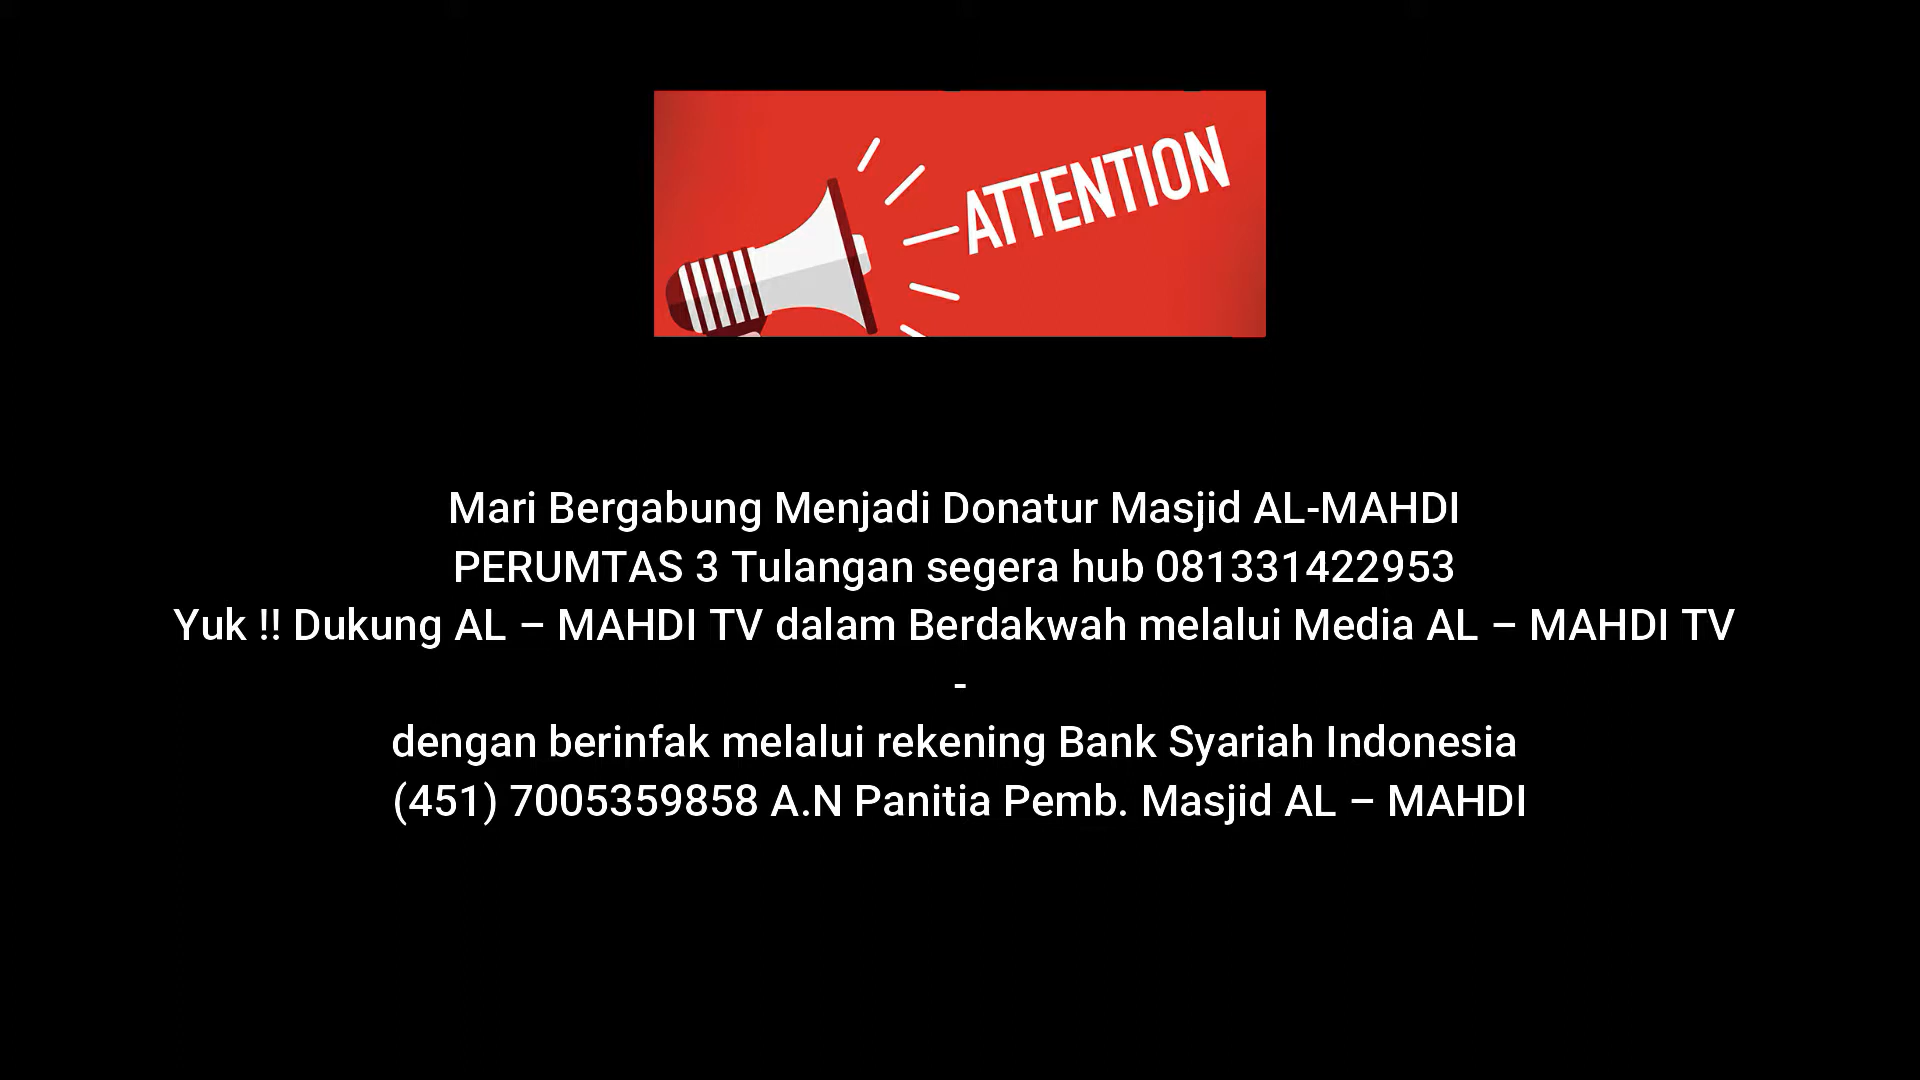 ATTENTION
Mari Bergabung Menjadi Donatur Masjid AL-MAHDI
PERUMTAS 3 Tulangan segera hub 081331422953
Yuk !! Dukung AL – MAHDI TV dalam Berdakwah melalui Media AL – MAHDI TV
-
dengan berinfak melalui rekening Bank Syariah Indonesia
(451) 7005359858 A.N Panitia Pemb. Masjid AL – MAHDI